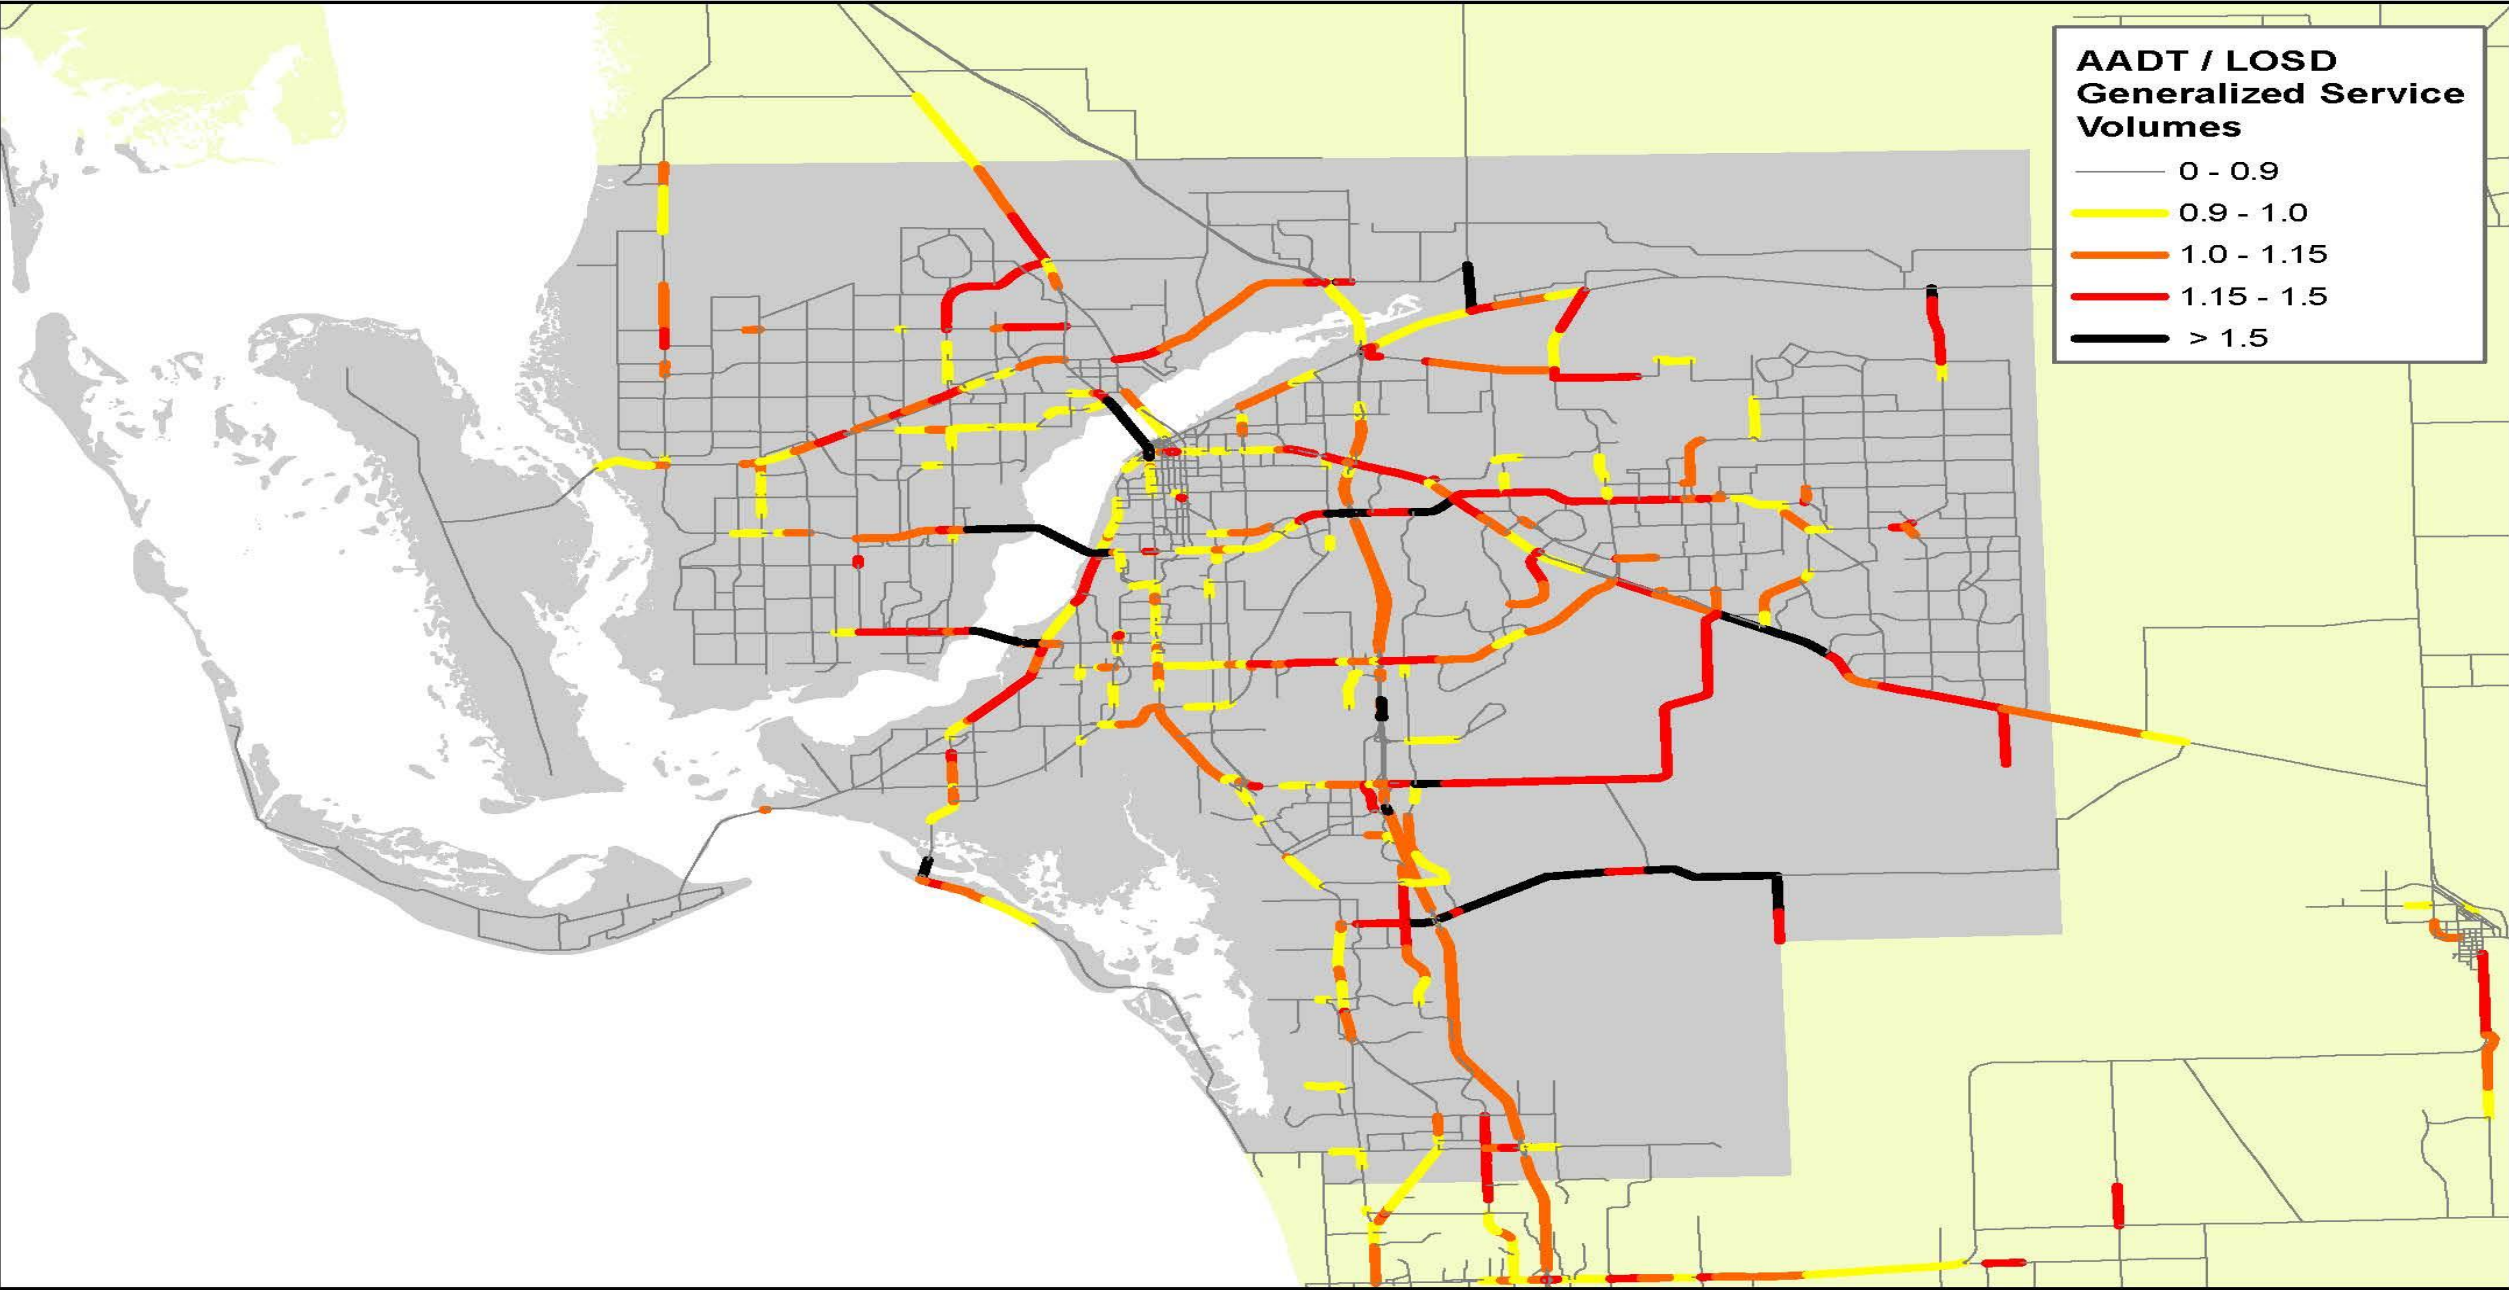 AADT / LOSD
Generalized Service
Volumes
0 - 0.9
0.9 - 1.0
1.0 - 1.15
1.15 - 1.5
> 1.5